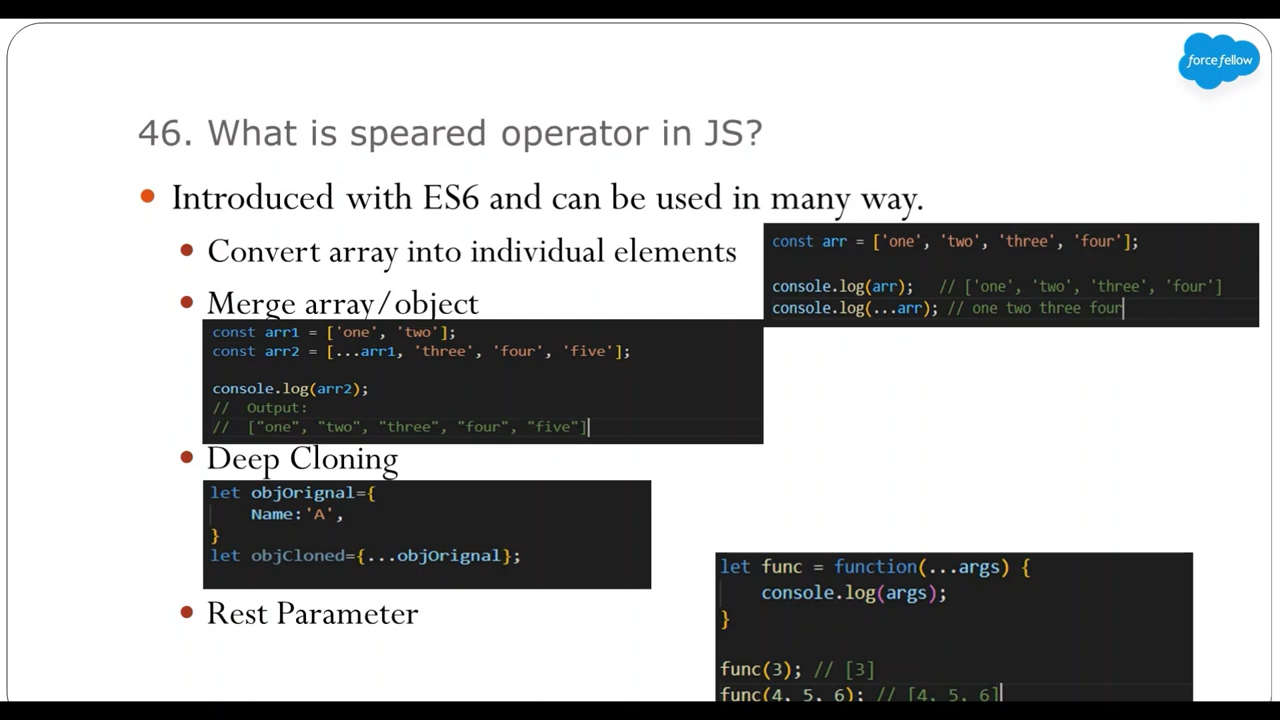 force fellow
46. What is speared operator in JS?
Introduced with ES6 and can be used in many way.
Convert array into individual elements
const arr = ['one', 'two', 'three', 'four'];
console.log(arr);   // ['one', 'two', 'three', 'four']
console.log(...arr); // one two three four
Merge array/object
const arr1 = ['one', 'two'];
const arr2 = [...arr1, 'three', 'four', 'five'];
console.log(arr2);
//  Output:
//  ["one", "two", "three", "four", "five"]
Deep Cloning
let objOrignal={
Name:'A',
}
let objCloned={...objOrignal};
Rest Parameter
let func = function(...args) {
console.log(args);
}
func(3); // [3]
func(4, 5, 6); // [4, 5, 6]